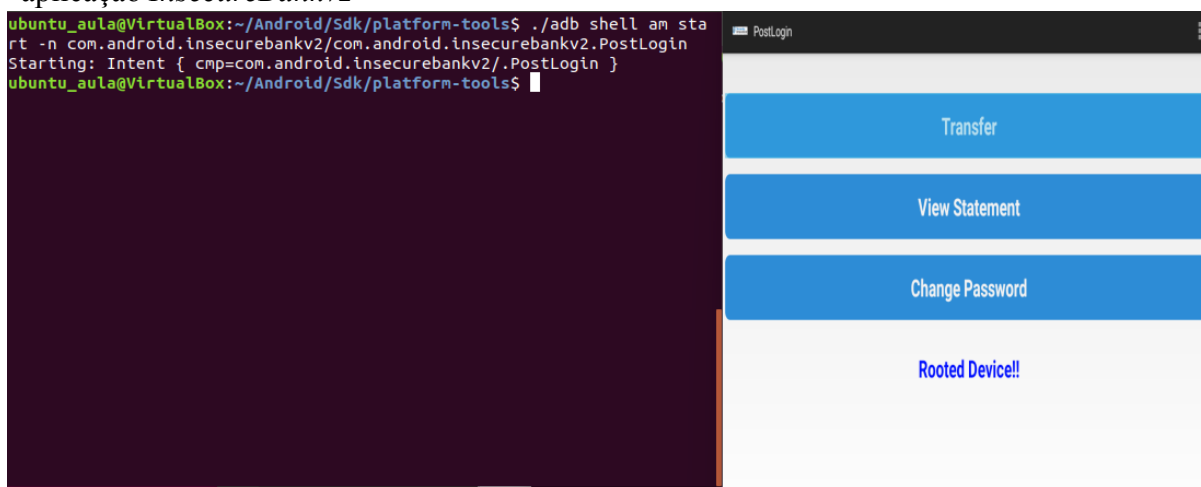 aplicação InsecureBankv2
ubuntu_aula@VirtualBox:~/Android/Sdk/platform-tools$ ./adb shell am sta
rt -n com.android.insecurebankv2/com.android.insecurebankv2.PostLogin
Starting: Intent { cmp=com.android.insecurebankv2/.PostLogin }
ubuntu_aula@VirtualBox:~/Android/Sdk/platform-tools$
PostLogin
Transfer
View Statement
Change Password
Rooted Device!!